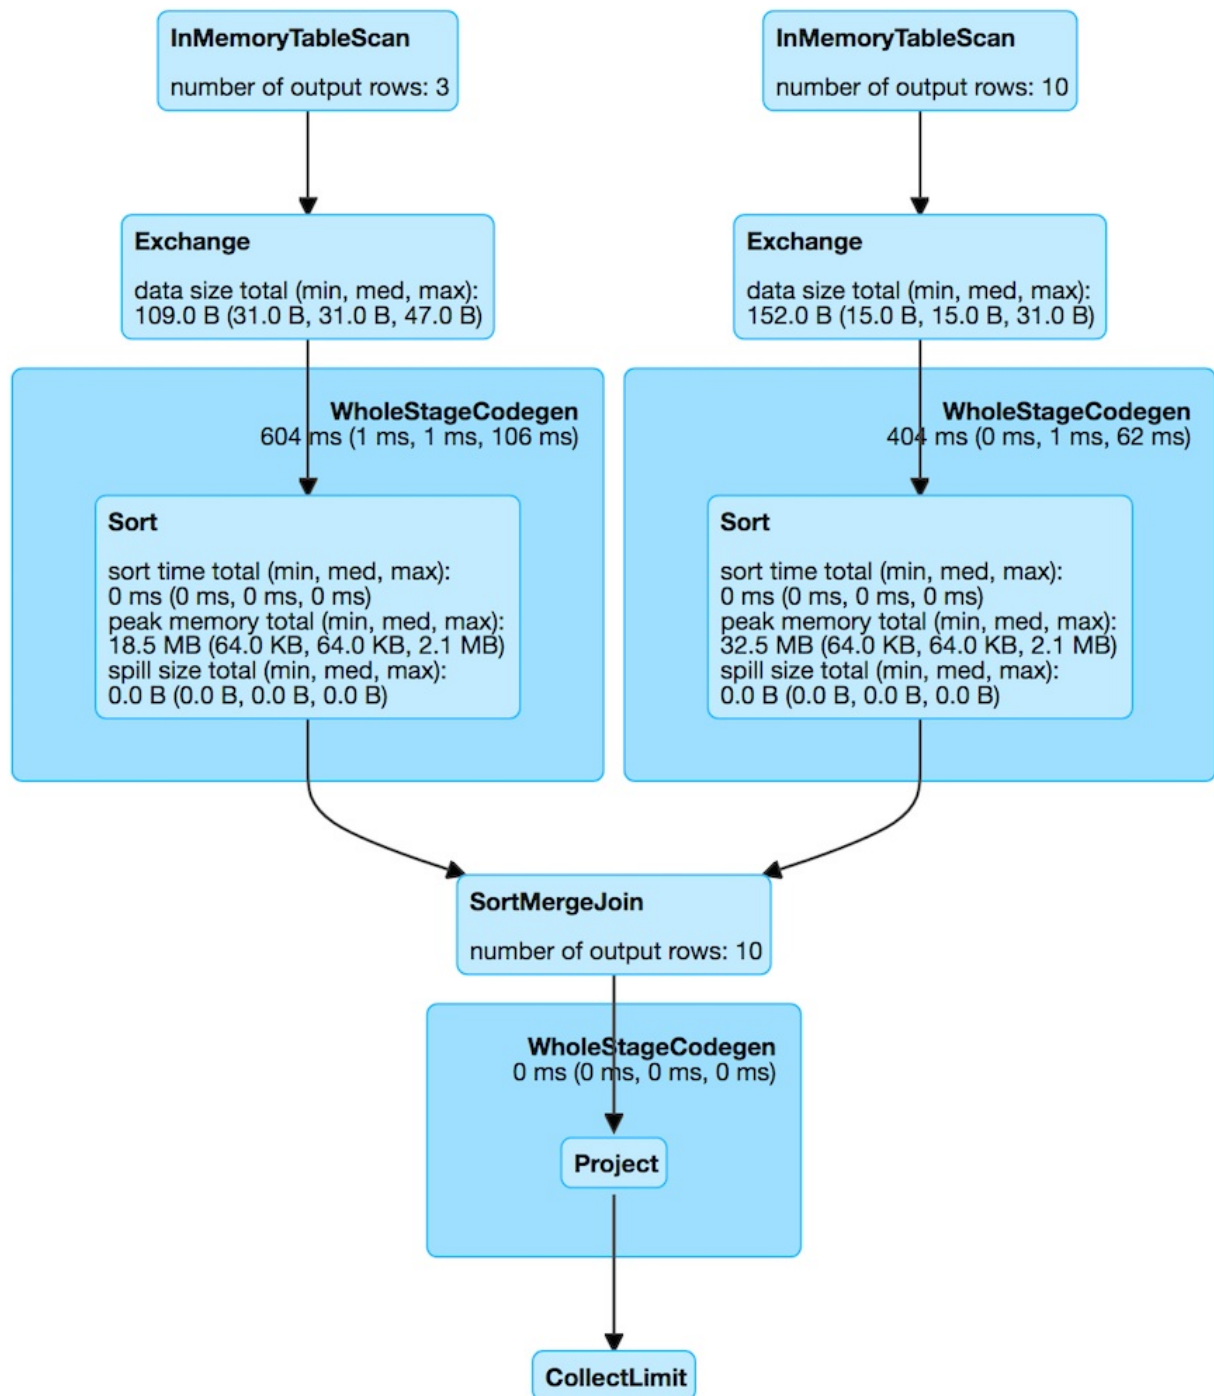 InMemoryTableScan
number of output rows: 3
InMemoryTableScan
number of output rows: 10
Exchange
data size total (min, med, max):
109.0 B (31.0 B, 31.0 B, 47.0 B)
Exchange
data size total (min, med, max):
152.0 B (15.0 B, 15.0 B, 31.0 B)
WholeStageCodegen
604 ms (1 ms, 1 ms, 106 ms)
WholeStageCodegen
404 ms (0 ms, 1 ms, 62 ms)
Sort
sort time total (min, med, max):
0 ms (0 ms, 0 ms, 0 ms)
peak memory total (min, med, max):
18.5 MB (64.0 KB, 64.0 KB, 2.1 MB)
spill size total (min, med, max):
0.0 B (0.0 B, 0.0 B, 0.0 B)
Sort
sort time total (min, med, max):
0 ms (0 ms, 0 ms, 0 ms)
peak memory total (min, med, max):
32.5 MB (64.0 KB, 64.0 KB, 2.1 MB)
spill size total (min, med, max):
0.0 B (0.0 B, 0.0 B, 0.0 B)
SortMergeJoin
number of output rows: 10
WholeStageCodegen
0 ms (0 ms, 0 ms, 0 ms)
Project
CollectLimit